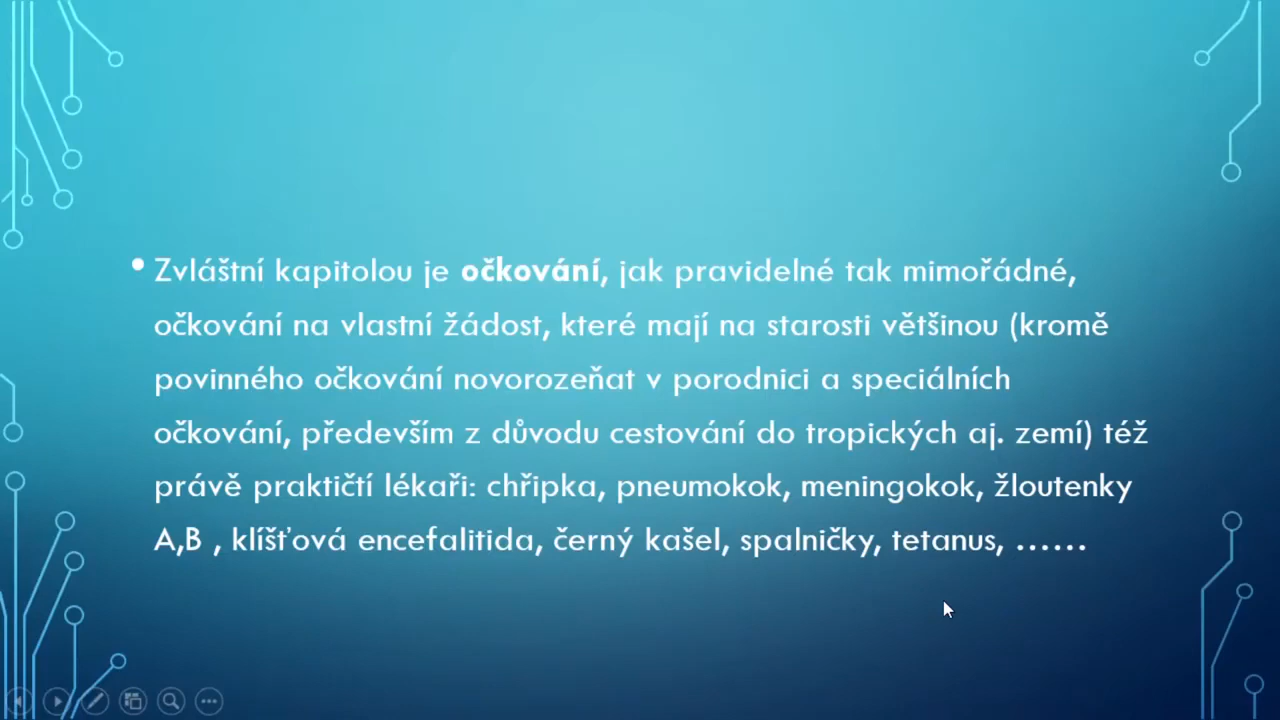 • Zvláštní kapitolou je očkování, jak pravidelné tak mimořádné,
očkování na vlastní žádost, které mají na starosti většinou (kromě
povinného očkování novorozeňat v porodnici a speciálních
očkování, především z důvodu cestování do tropických aj. zemí) též
právě praktičtí lékaři: chřipka, pneumokok, meningokok, žloutenky
A,B , klíšťová encefalitida, černý kašel, spalničky, tetanus, ……